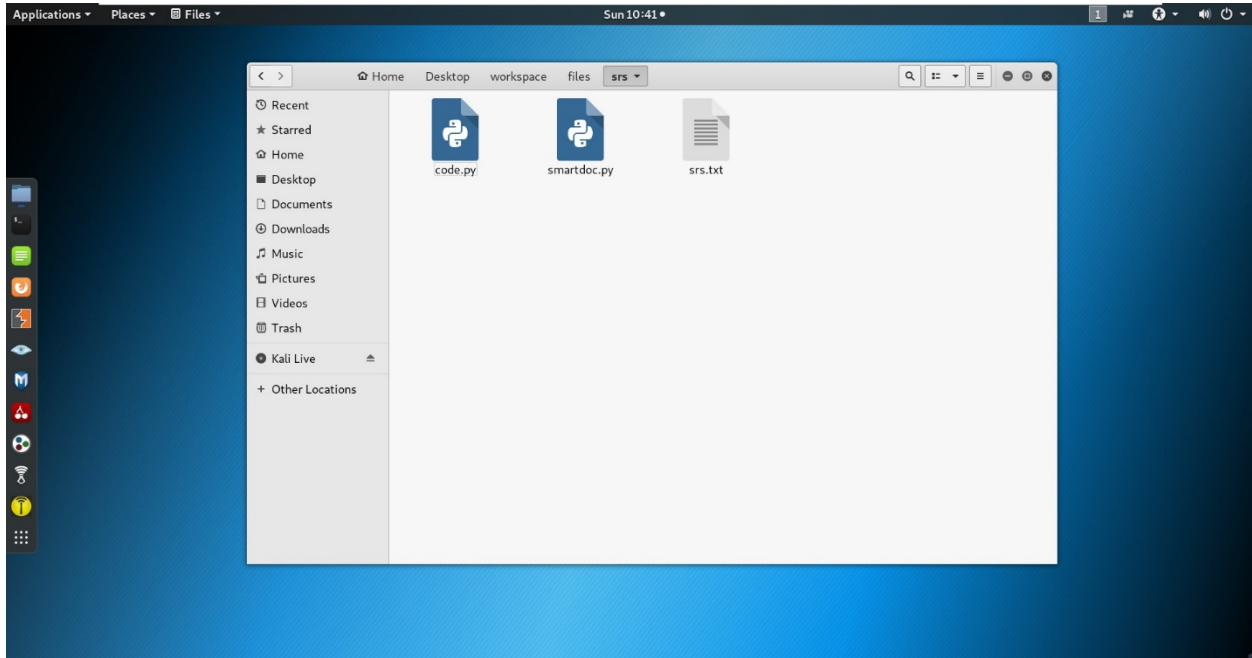 Applications Places Files Sun 10:41 1
Home Desktop workspace files srs
Recent
Starred
Home
Desktop
Documents
Downloads
Music
Pictures
Videos
Trash
Kali Live
+ Other Locations
code.py smartdoc.py srs.txt